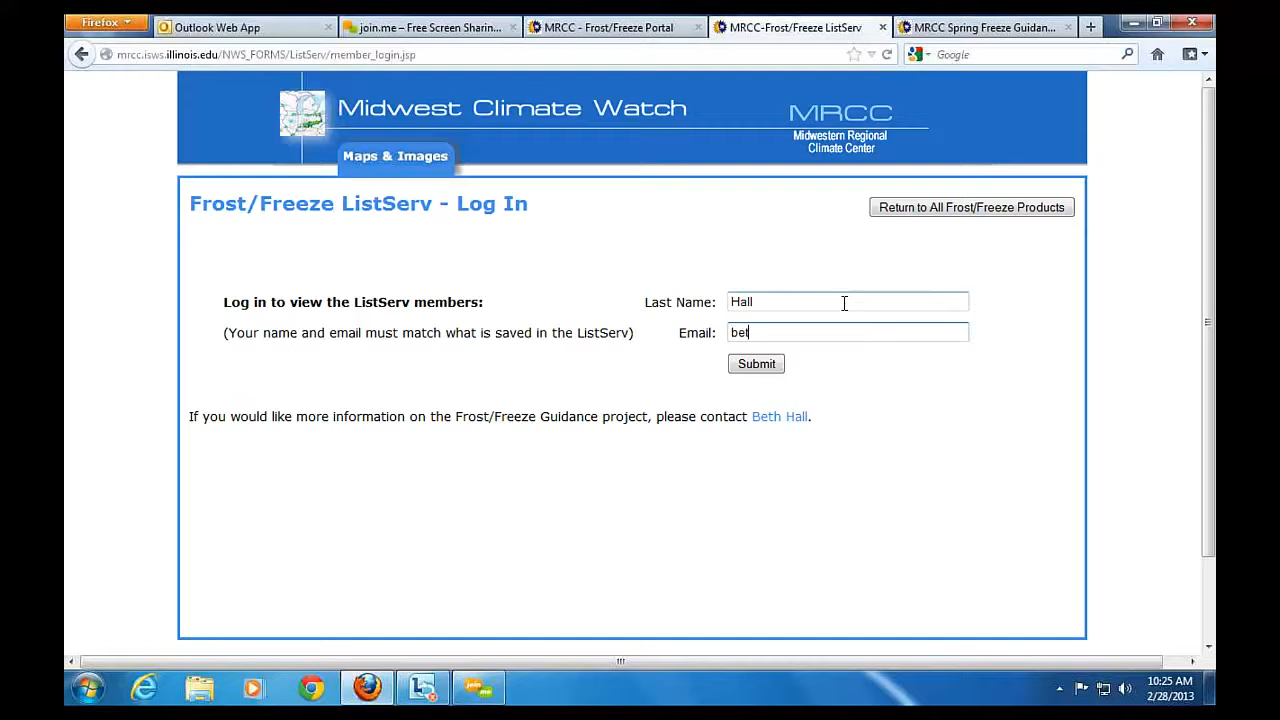 Firefox
Outlook Web App
join.me – Free Screen Sharin...
MRCC - Frost/Freeze Portal
MRCC-Frost/Freeze ListServ
MRCC Spring Freeze Guidan...
mrcc.isws.illinois.edu/NWS_FORMS/ListServ/member_login.jsp
Google
Midwest Climate Watch
MRCC
Midwestern Regional
Climate Center
Maps & Images
Frost/Freeze ListServ - Log In
Return to All Frost/Freeze Products
Log in to view the ListServ members:
Last Name:
Hall
(Your name and email must match what is saved in the ListServ)
Email:
bet
Submit
If you would like more information on the Frost/Freeze Guidance project, please contact Beth Hall.
10:25 AM
2/28/2013